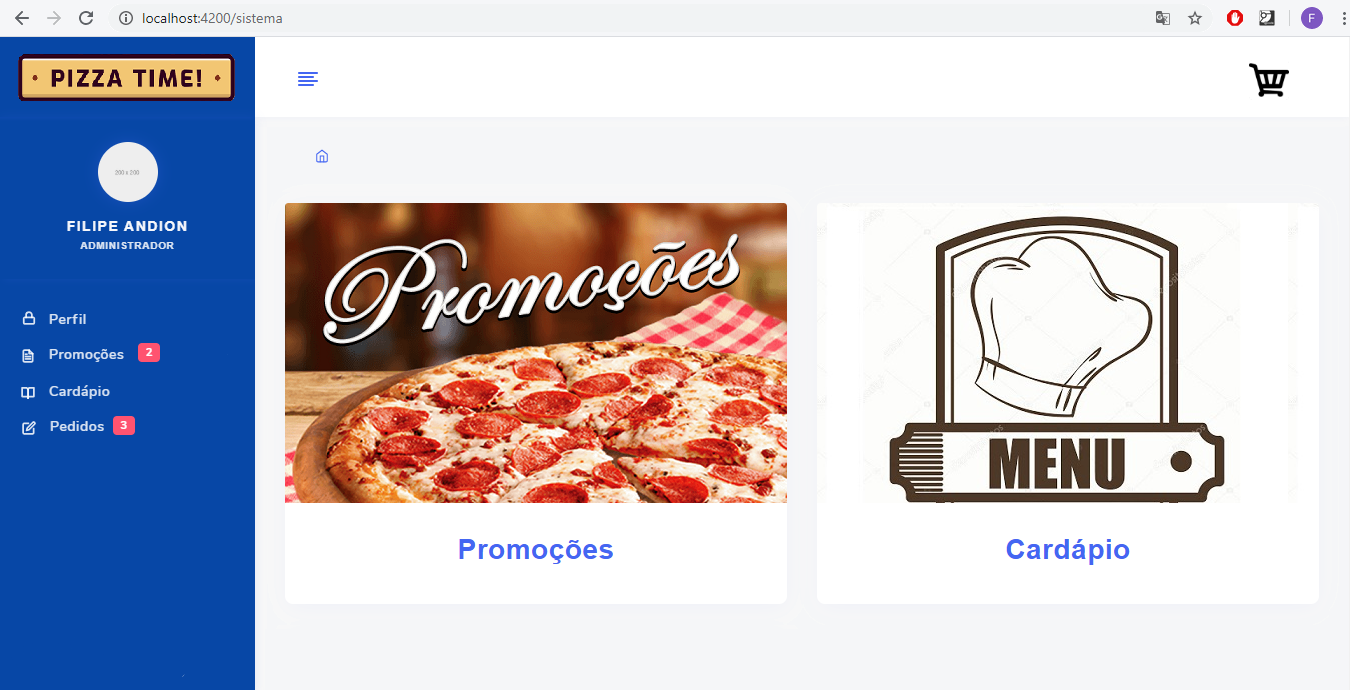 localhost:4200/sistema
F
PIZZA TIME!
200 x 200
FILIPE ANDION
ADMINISTRADOR
Perfil
Promoções 2
Cardápio
Pedidos 3
Promoções
MENU
Promoções
Cardápio